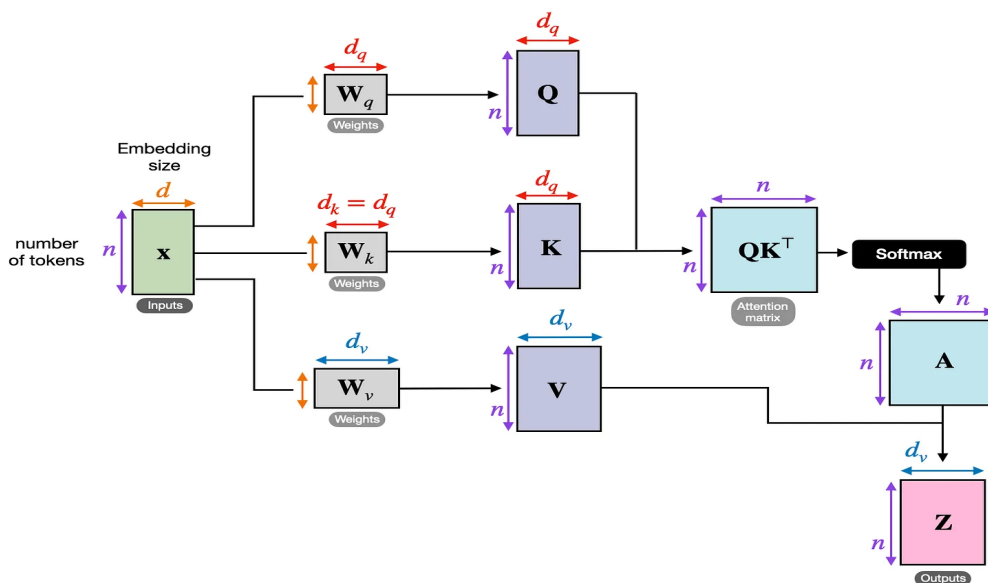 d_q
W_q
Weights
d_q
n
Q
Embedding
size
d
number
of tokens
n
x
Inputs
d_k = d_q
W_k
Weights
d_q
n
K
n
n
QK^⊤
Attention
matrix
Softmax
n
n
A
d_v
W_v
Weights
d_v
n
V
d_v
n
Z
Outputs